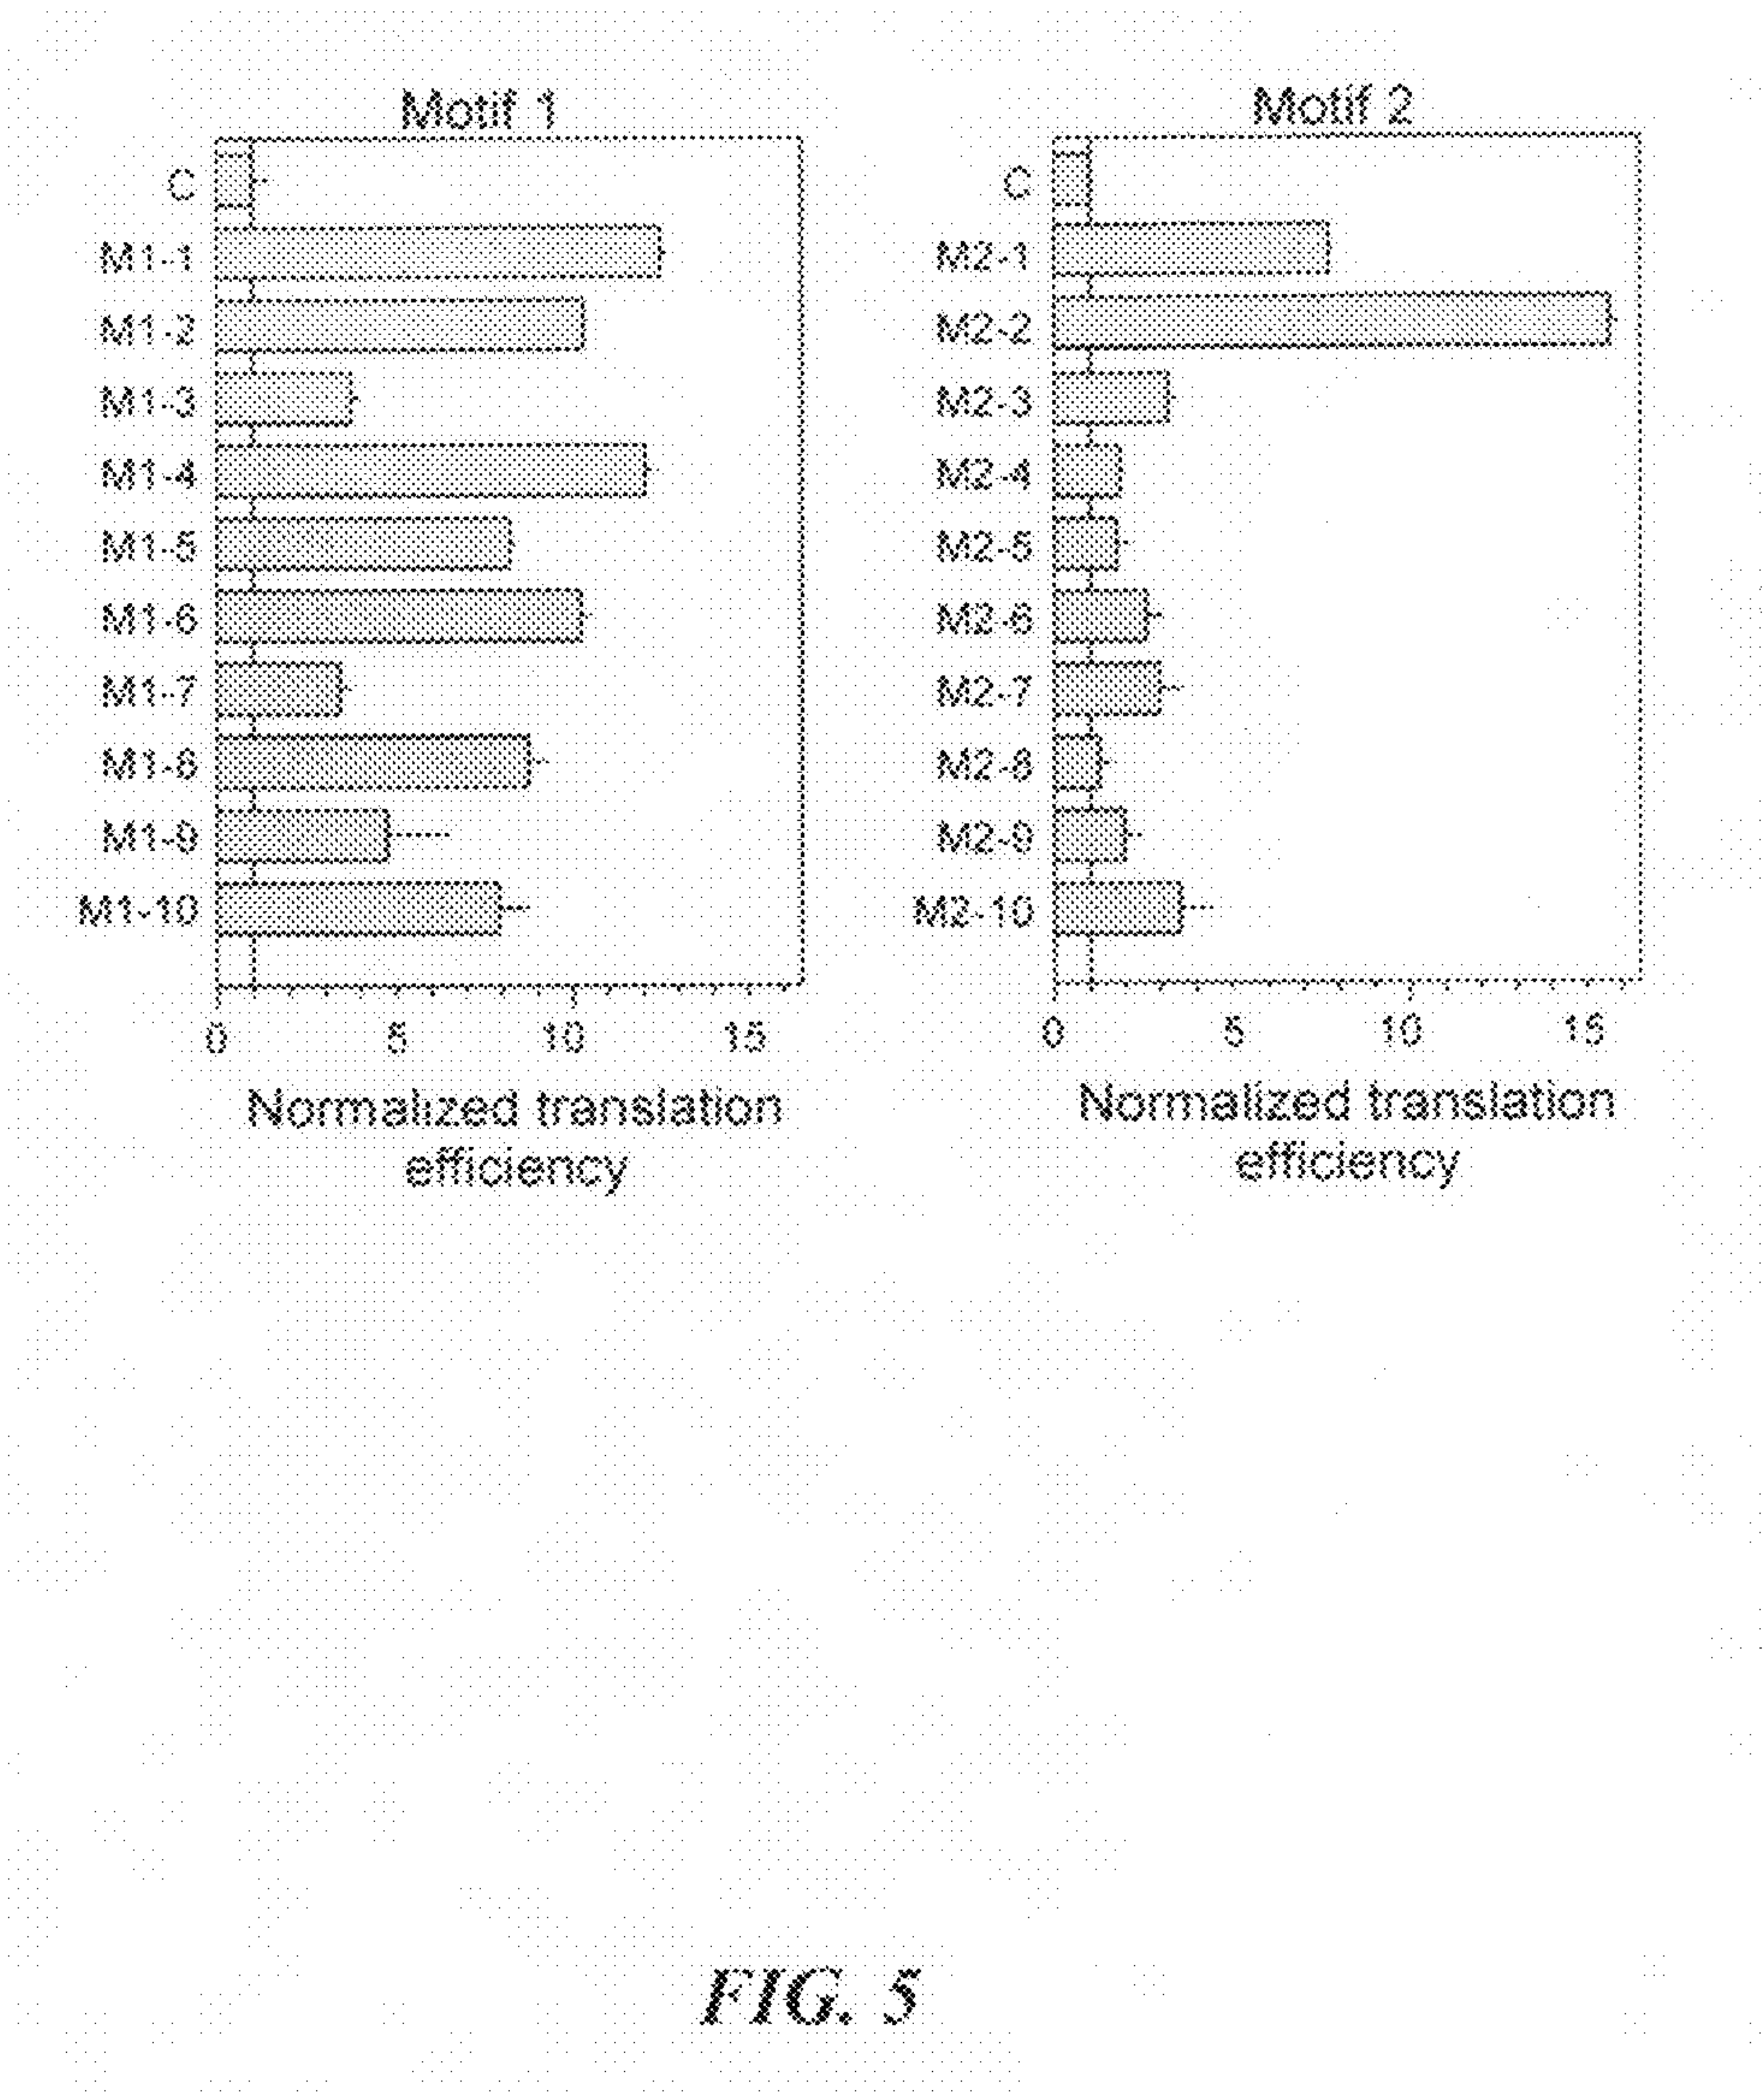 Motif 1
C
M1-1
M1-2
M1-3
M1-4
M1-5
M1-6
M1-7
M1-8
M1-9
M1-10
0 5 10 15
Normalized translation
efficiency
Motif 2
C
M2-1
M2-2
M2-3
M2-4
M2-5
M2-6
M2-7
M2-8
M2-9
M2-10
0 5 10 15
Normalized translation
efficiency
FIG. 5